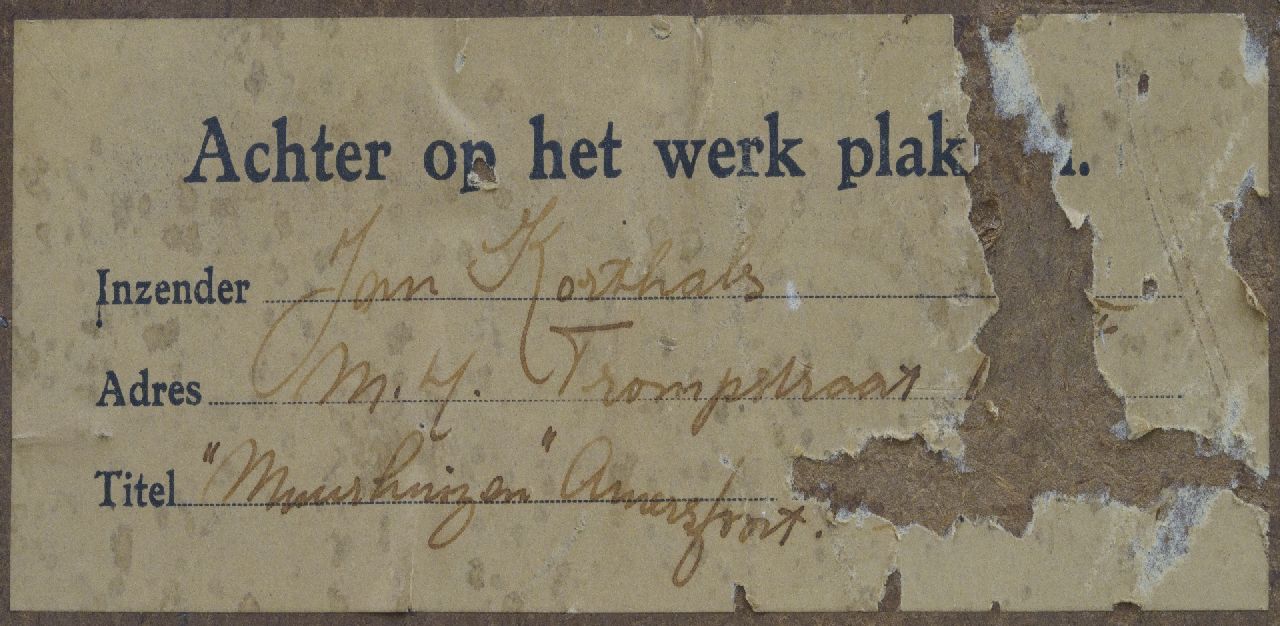 Achter op het werk plak n.
Inzender Jan Korthals
Adres M. H. Trompstraat
Titel "Muurhuizen" Amersfoort.